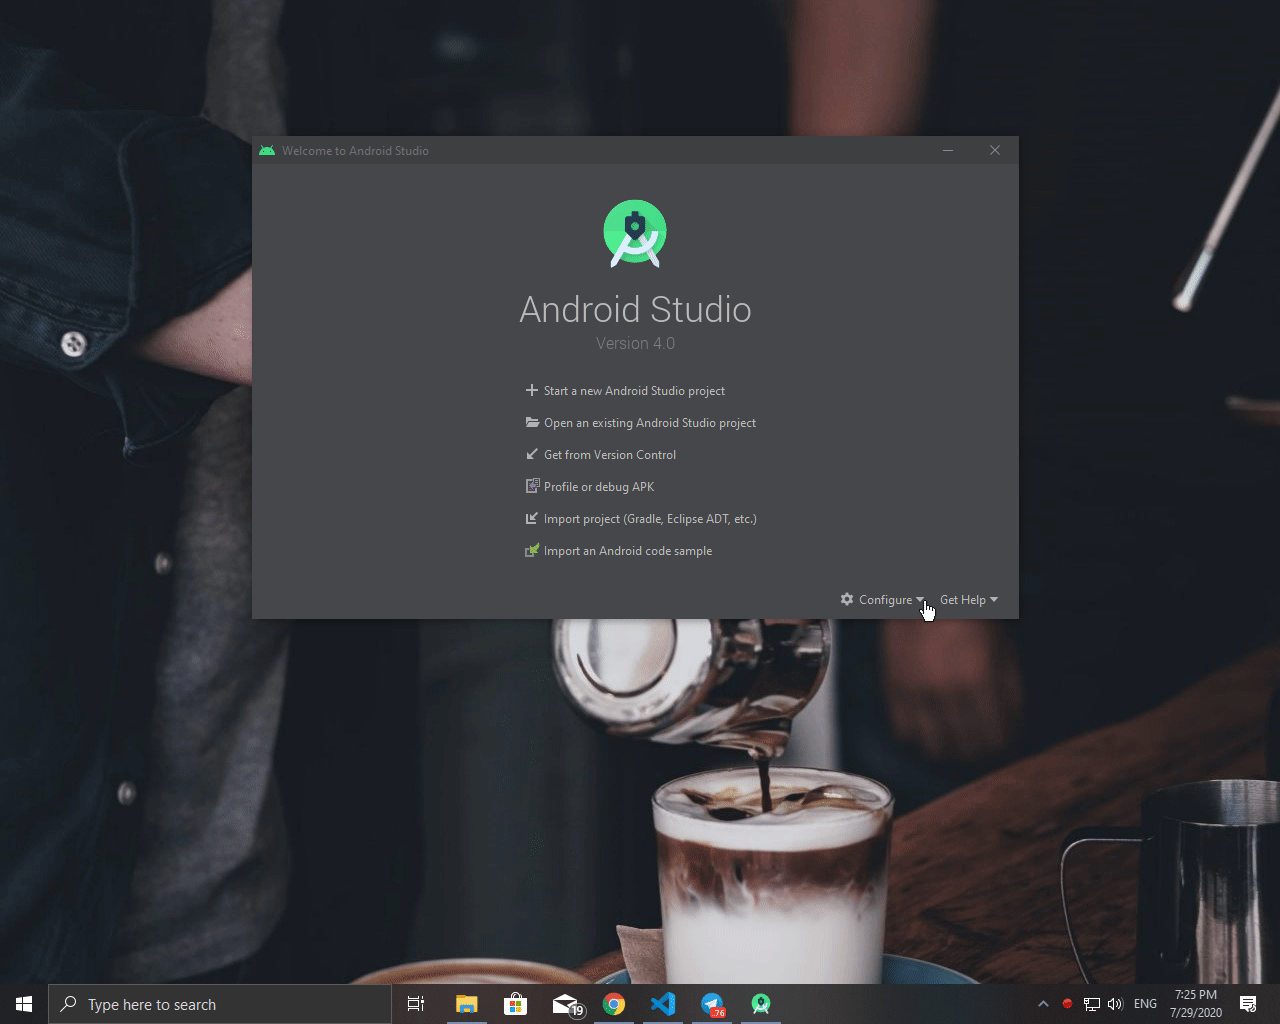 Welcome to Android Studio
Android Studio
Version 4.0
Start a new Android Studio project
Open an existing Android Studio project
Get from Version Control
Profile or debug APK
Import project (Gradle, Eclipse ADT, etc.)
Import an Android code sample
Configure
Get Help
Type here to search
19
.76
ENG
7:25 PM
7/29/2020